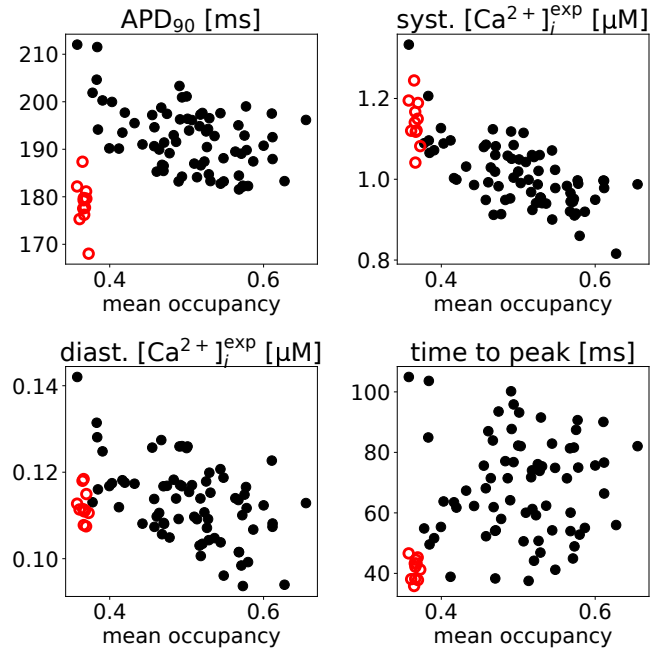 APD₉₀ [ms]
210
200
190
180
170
0.4 0.6
mean occupancy
syst. [Ca²⁺]ᵢᵉˣᵖ [µM]
1.2
1.0
0.8
0.4 0.6
mean occupancy
diast. [Ca²⁺]ᵢᵉˣᵖ [µM]
0.14
0.12
0.10
0.4 0.6
mean occupancy
time to peak [ms]
100
80
60
40
0.4 0.6
mean occupancy